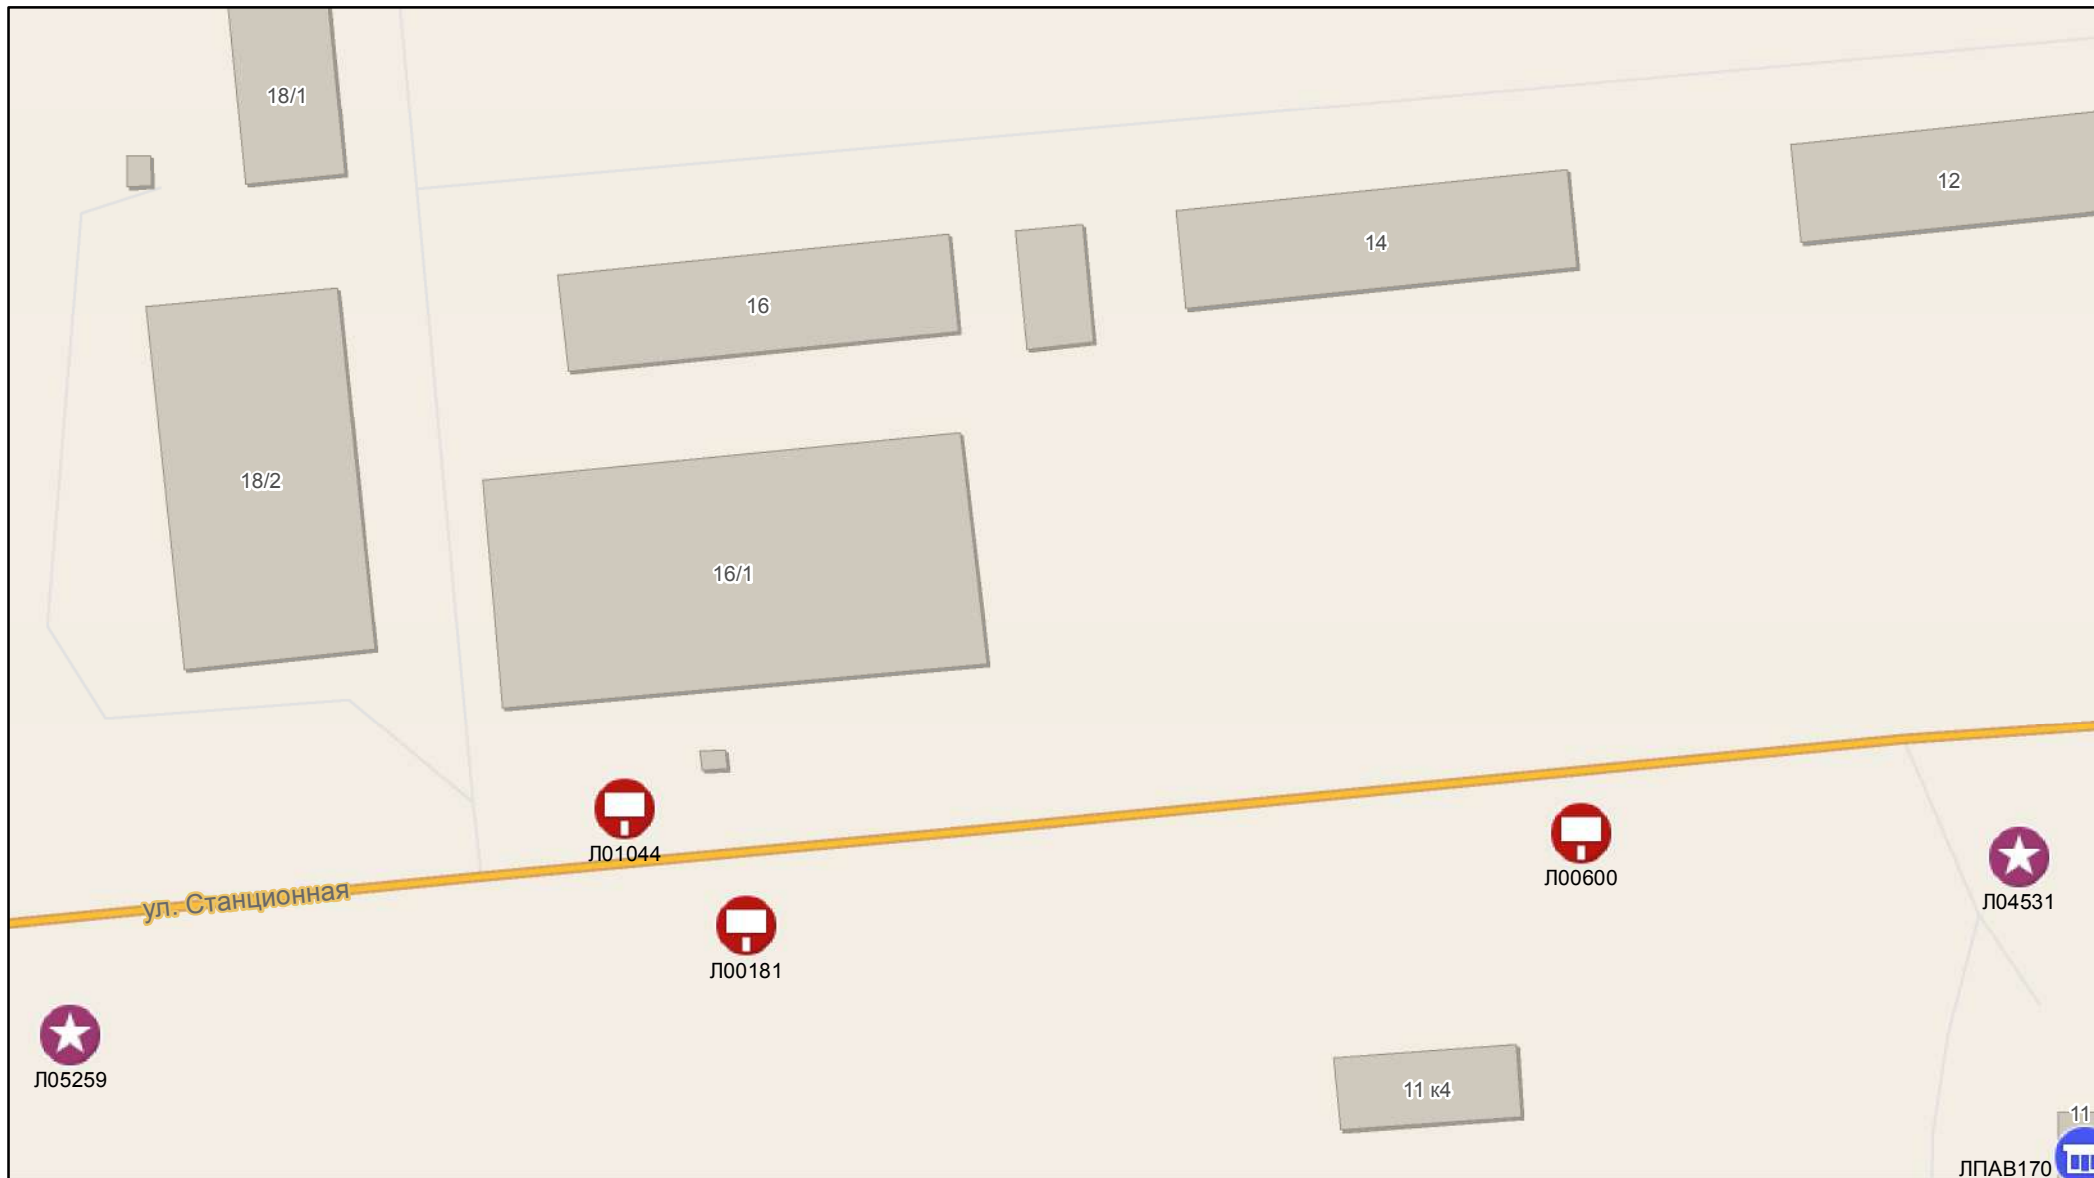 18/1
12
14
16
18/2
16/1
Л01044
Л00600
ул. Станционная
Л04531
Л00181
Л05259
11 к4
11
ЛПАВ170